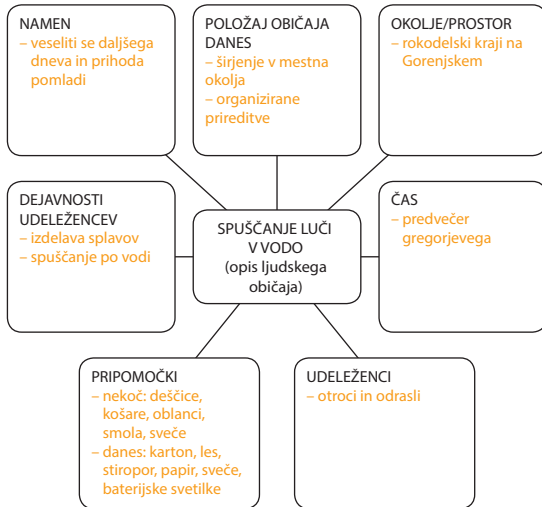 NAMEN
– veseliti se daljšega
dneva in prihoda
pomladi
POLOŽAJ OBIČAJA
DANES
– širjenje v mestna
okolja
– organizirane
prireditve
OKOLJE/PROSTOR
– rokodelski kraji na
Gorenjskem
DEJAVNOSTI
UDELEŽENCEV
– izdelava splavov
– spuščanje po vodi
SPUŠČANJE LUČI
V VODO
(opis ljudskega
običaja)
ČAS
– predvečer
gregorjevega
PRIPOMOČKI
– nekoč: deščice,
košare, oblanci,
smola, sveče
– danes: karton, les,
stiropor, papir, sveče,
baterijske svetilke
UDELEŽENCI
– otroci in odrasli